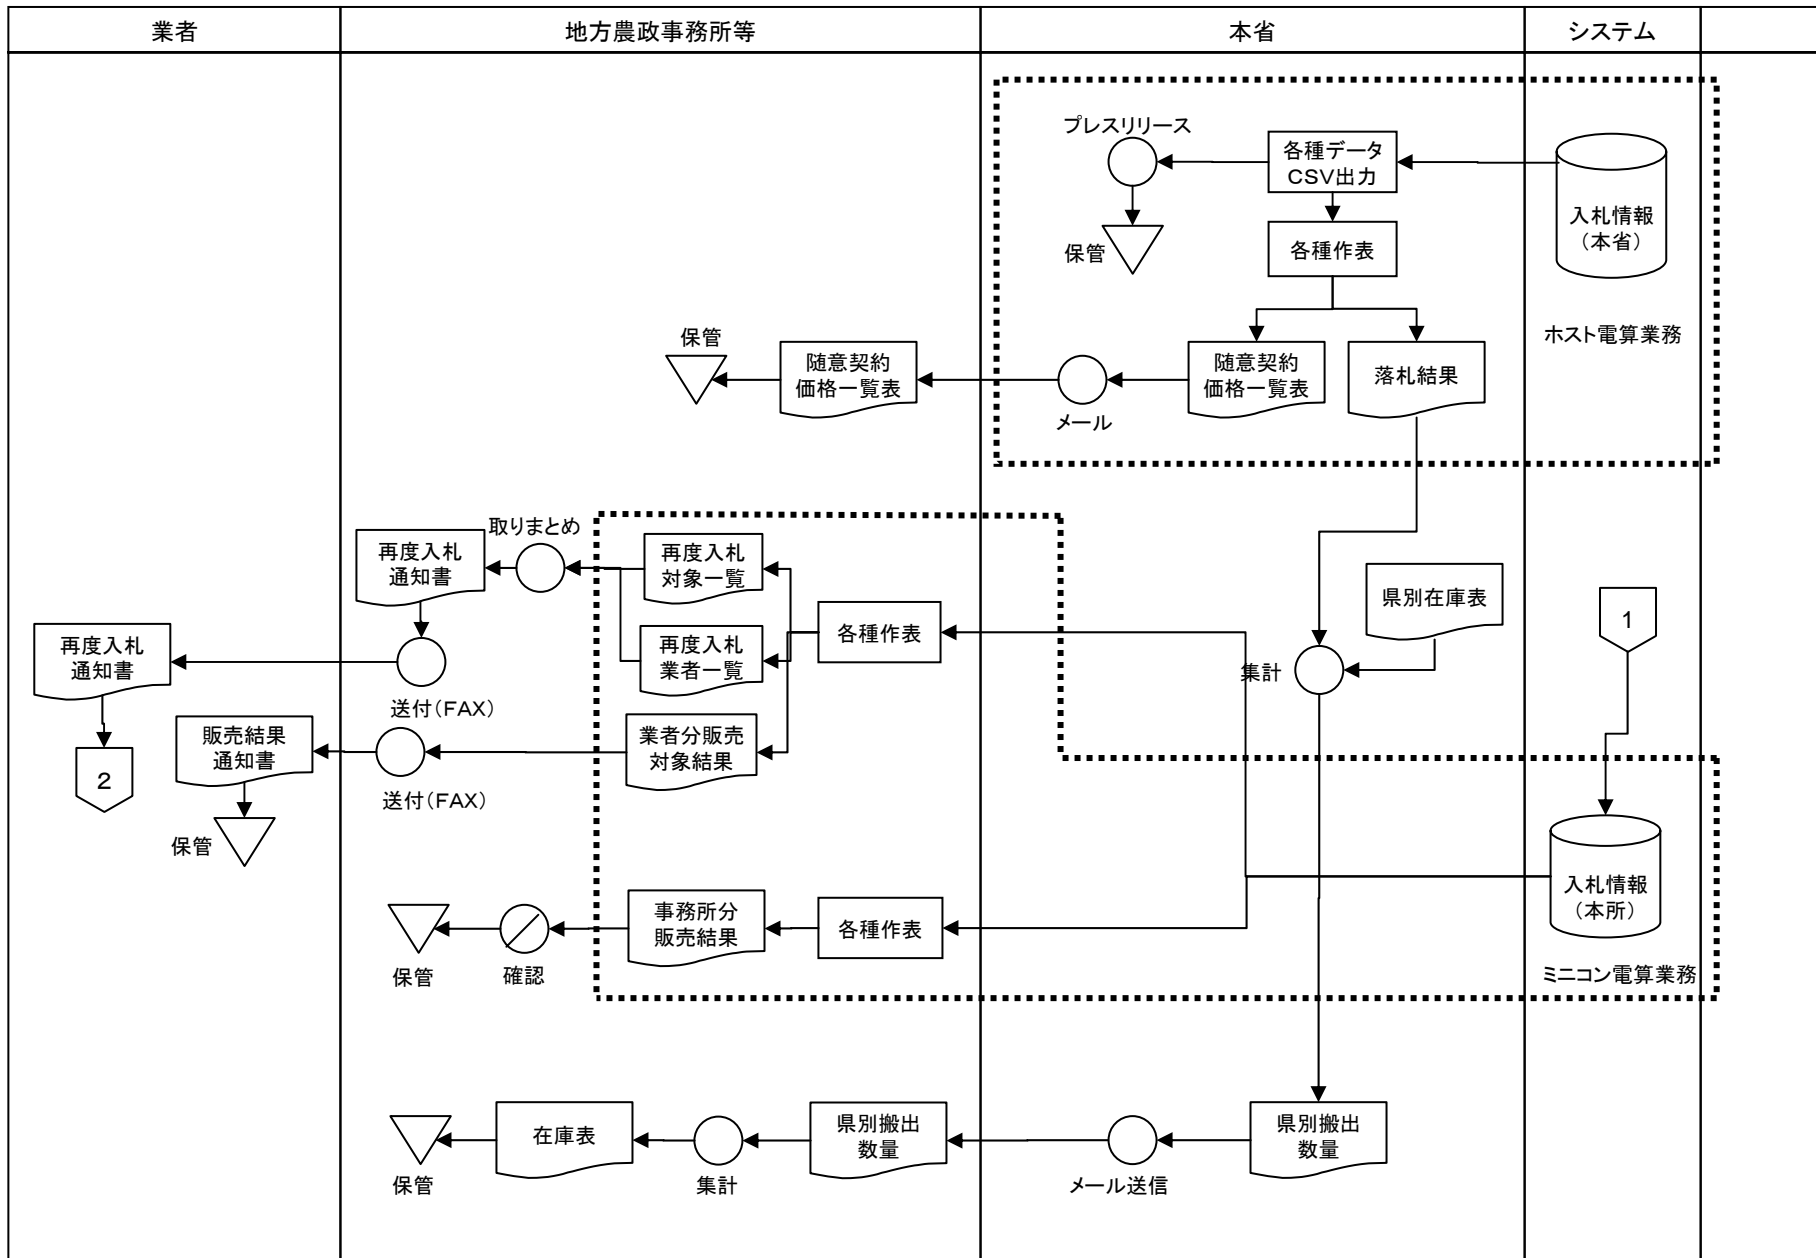 業者
地方農政事務所等
本省
システム
プレスリリース
各種データ
CSV出力
入札情報
（本省）
保管
各種作表
ホスト電算業務
保管
随意契約
価格一覧表
メール
随意契約
価格一覧表
落札結果
再度入札
通知書
取りまとめ
再度入札
対象一覧
県別在庫表
1
再度入札
通知書
送付（FAX）
再度入札
業者一覧
各種作表
集計
2
販売結果
通知書
送付（FAX）
業者分販売
対象結果
保管
入札情報
（本所）
保管
確認
事務所分
販売結果
各種作表
ミニコン電算業務
保管
在庫表
集計
県別搬出
数量
メール送信
県別搬出
数量